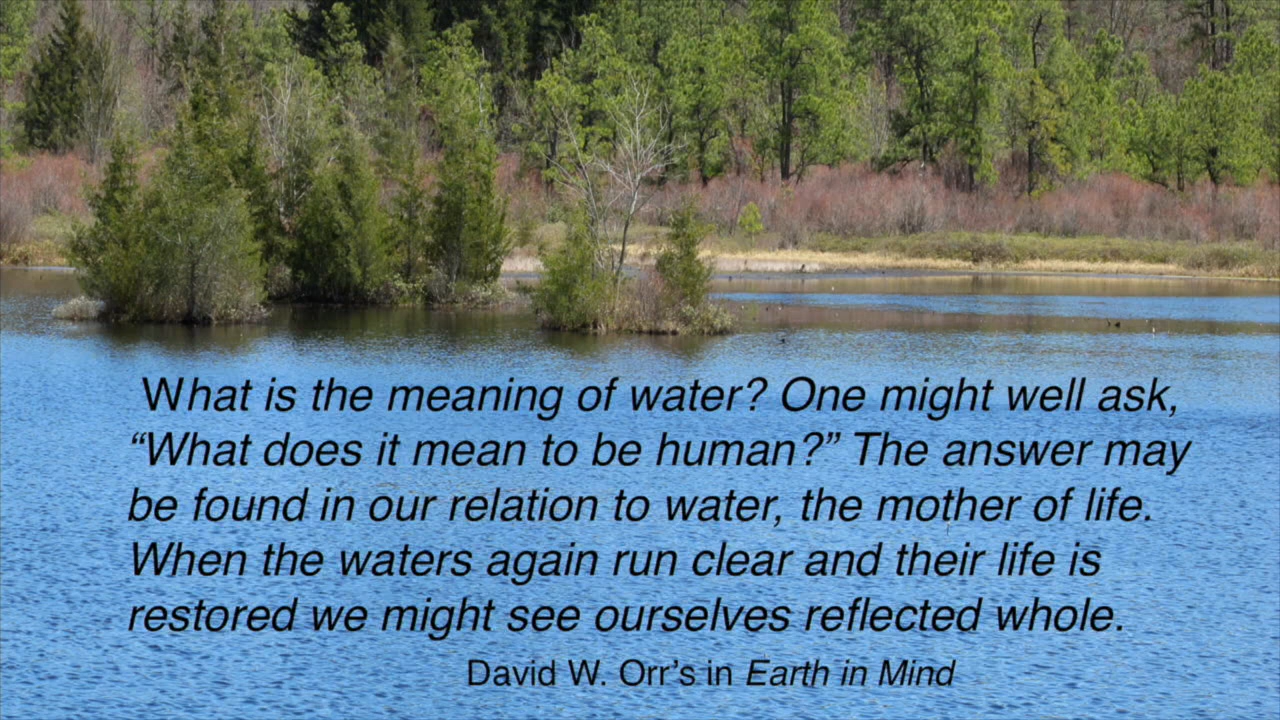 What is the meaning of water? One might well ask,
“What does it mean to be human?” The answer may
be found in our relation to water, the mother of life.
When the waters again run clear and their life is
restored we might see ourselves reflected whole.
David W. Orr’s in Earth in Mind